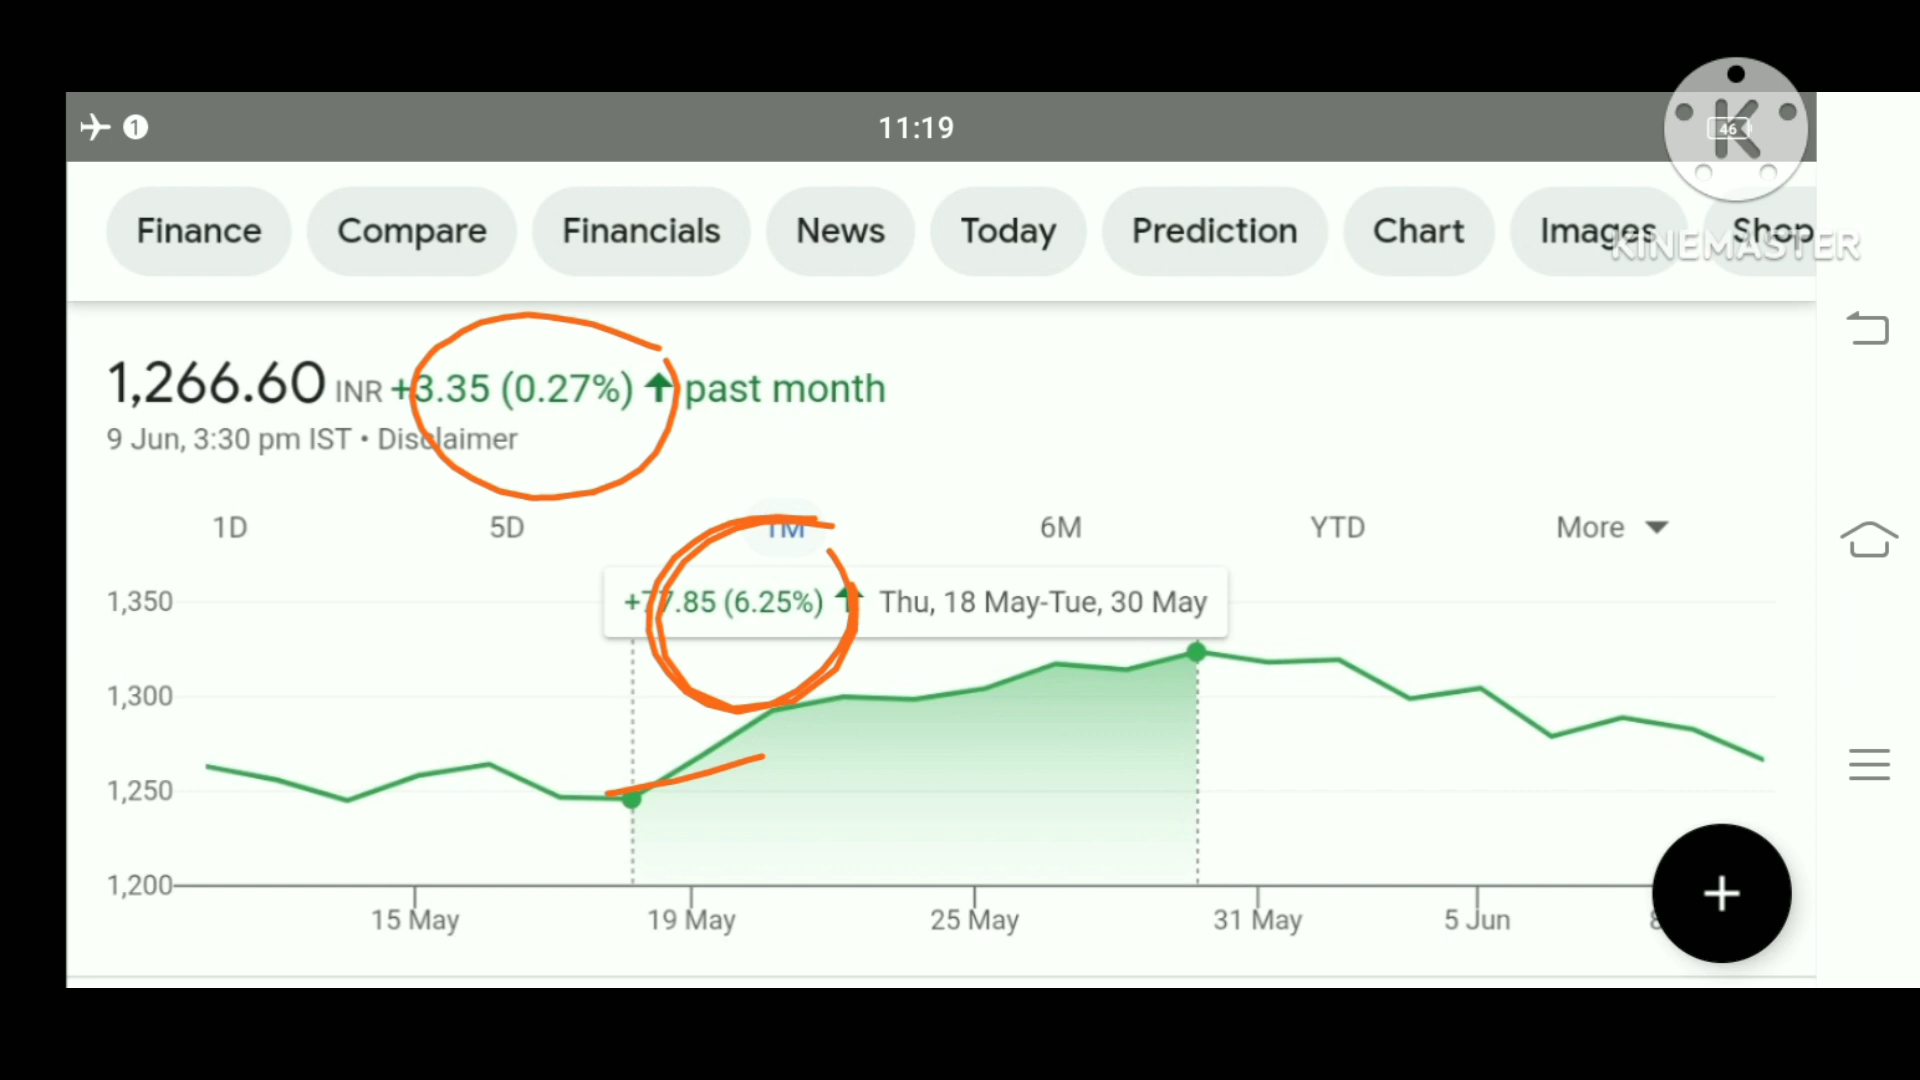 1 11:19 46
Finance Compare Financials News Today Prediction Chart Images Shop
KINEMASTER
1,266.60 INR +3.35 (0.27%) ↑ past month
9 Jun, 3:30 pm IST • Disclaimer
1D 5D 1M 6M YTD More
+77.85 (6.25%) ↑ Thu, 18 May-Tue, 30 May
1,350
1,300
1,250
1,200
15 May 19 May 25 May 31 May 5 Jun